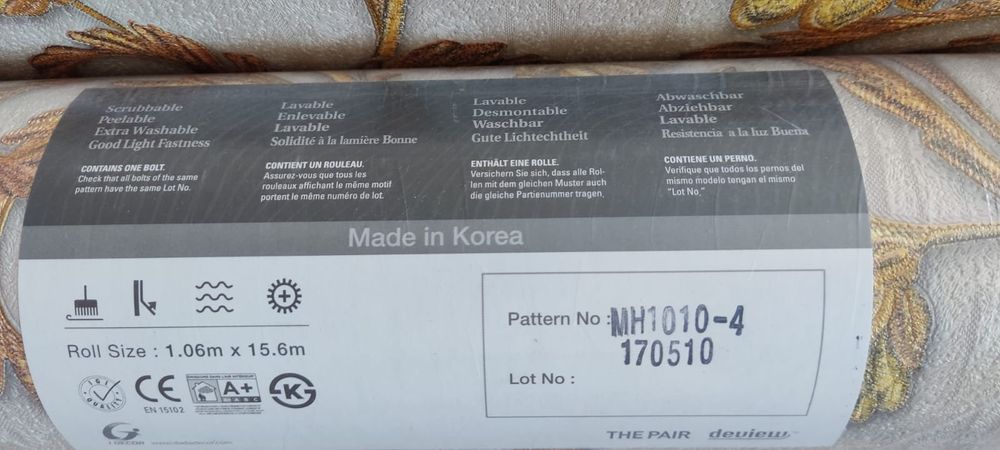 Scrubbable
Peelable
Extra Washable
Good Light Fastness
CONTAINS ONE BOLT.
Check that all bolts of the same
pattern have the same Lot No.
Lavable
Enlevable
Lavable
Solidité à la lamière Bonne
CONTIENT UN ROULEAU.
Assurez-vous que tous les
rouleaux affichant le même motif
portent le même numéro de lot.
Lavable
Desmontable
Waschbar
Gute Lichtechtheit
ENTHÄLT EINE ROLLE.
Versichern Sie sich, dass alle Rol-
len mit dem gleichen Muster auch
die gleiche Partienummer tragen.
Abwaschbar
Abziehbar
Lavable
Resistencia a la luz Buena
CONTIENE UN PERNO.
Verifique que todos los pernos del
mismo modelo tengan el mismo
"Lot No."
Made in Korea
Roll Size : 1.06m x 15.6m
Pattern No : MH1010-4
170510
Lot No :
QUALITY
CE
EN 15102
A+
A B C
K
G
THE PAIR deview